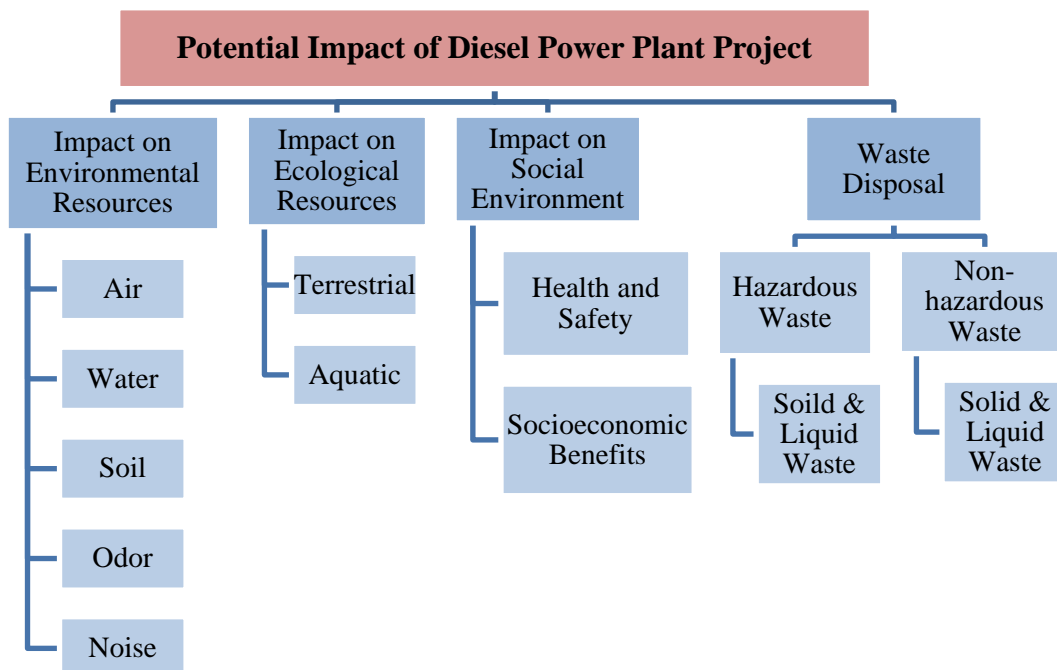 Potential Impact of Diesel Power Plant Project
Impact on
Environmental
Resources
Air
Water
Soil
Odor
Noise
Impact on
Ecological
Resources
Terrestrial
Aquatic
Impact on
Social
Environment
Health and
Safety
Socioeconomic
Benefits
Waste
Disposal
Hazardous
Waste
Soild &
Liquid
Waste
Non-
hazardous
Waste
Solid &
Liquid
Waste